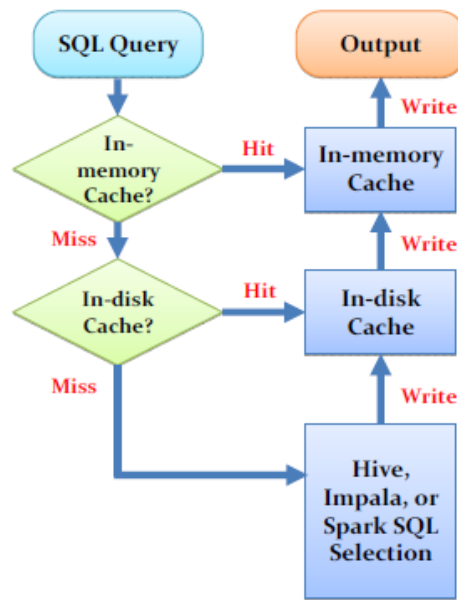 SQL Query
Output
Write
In-
memory
Cache?
Hit
In-memory
Cache
Miss
Write
In-disk
Cache?
Hit
In-disk
Cache
Miss
Write
Hive,
Impala, or
Spark SQL
Selection